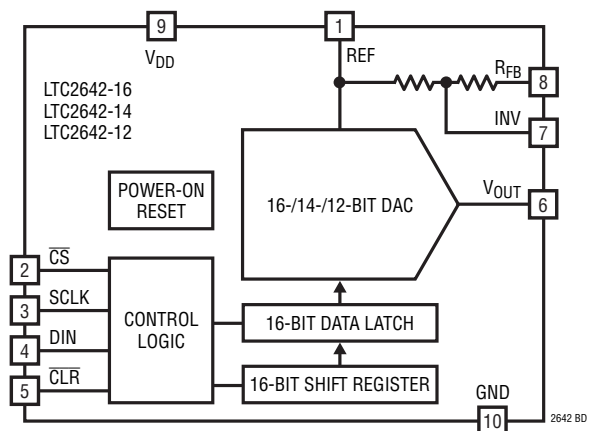 9
1
V_DD
REF
LTC2642-16
LTC2642-14
LTC2642-12
R_FB
8
INV
7
POWER-ON
RESET
16-/14-/12-BIT DAC
V_OUT
6
2
C̅S̅
3
SCLK
4
DIN
5
C̅L̅R̅
CONTROL
LOGIC
16-BIT DATA LATCH
16-BIT SHIFT REGISTER
GND
10
2642 BD